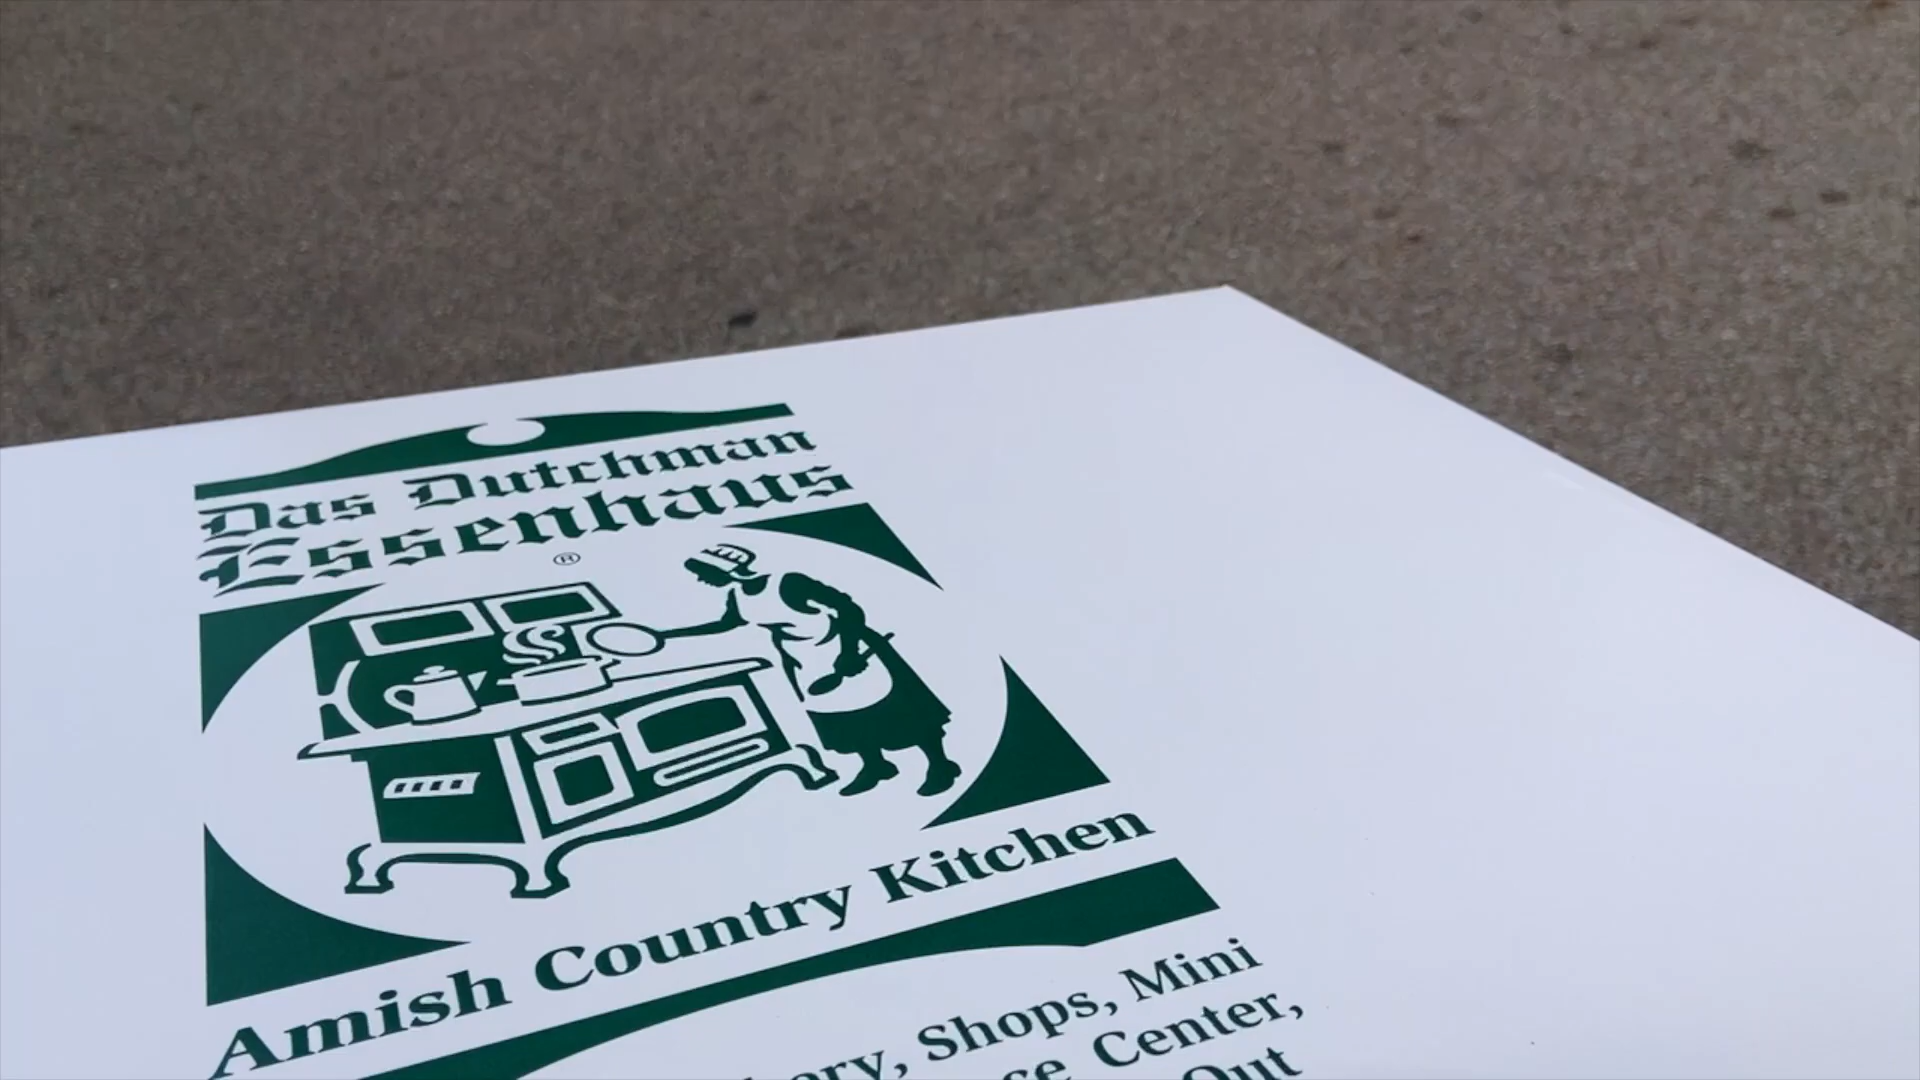 Das Dutchman
Essenhaus
®
Amish Country Kitchen
Shops, Mini
Center,
Out